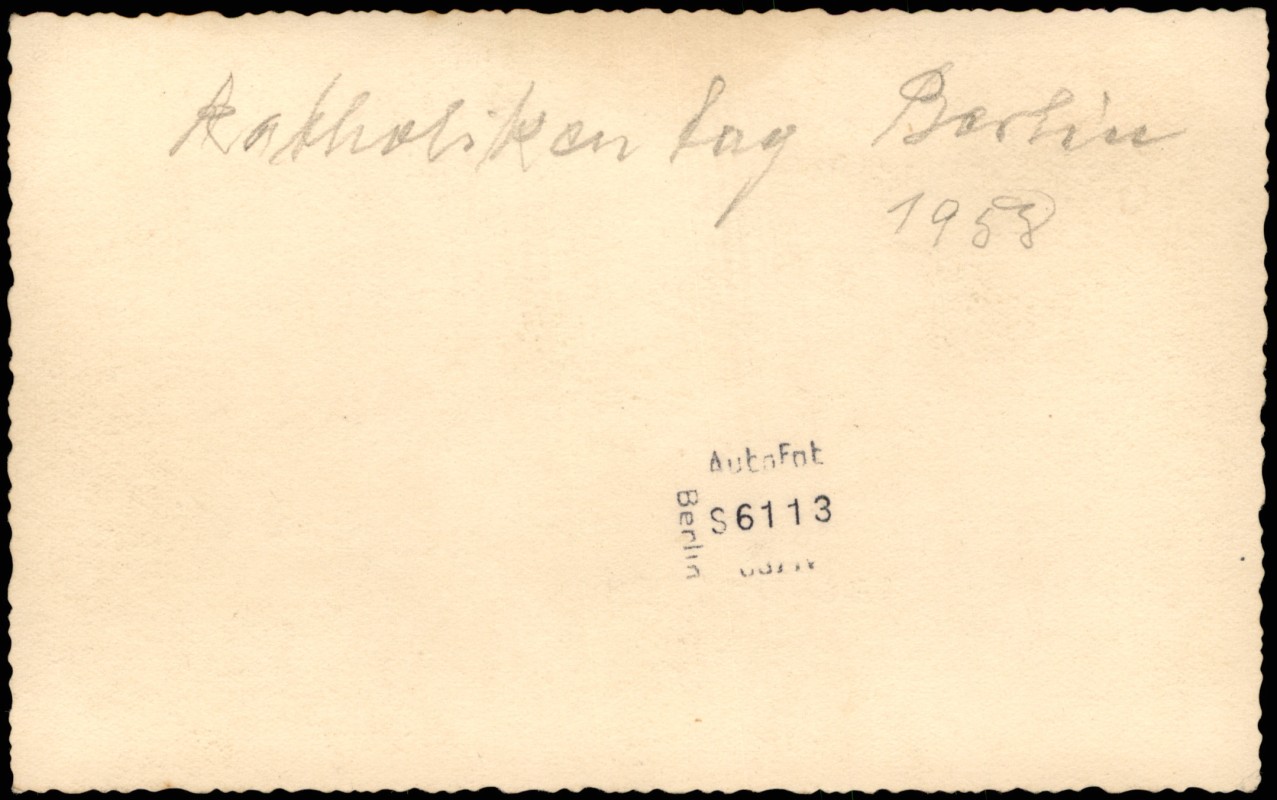 Katholikentag Berlin
1958
AutoFot
Berlin
S6113